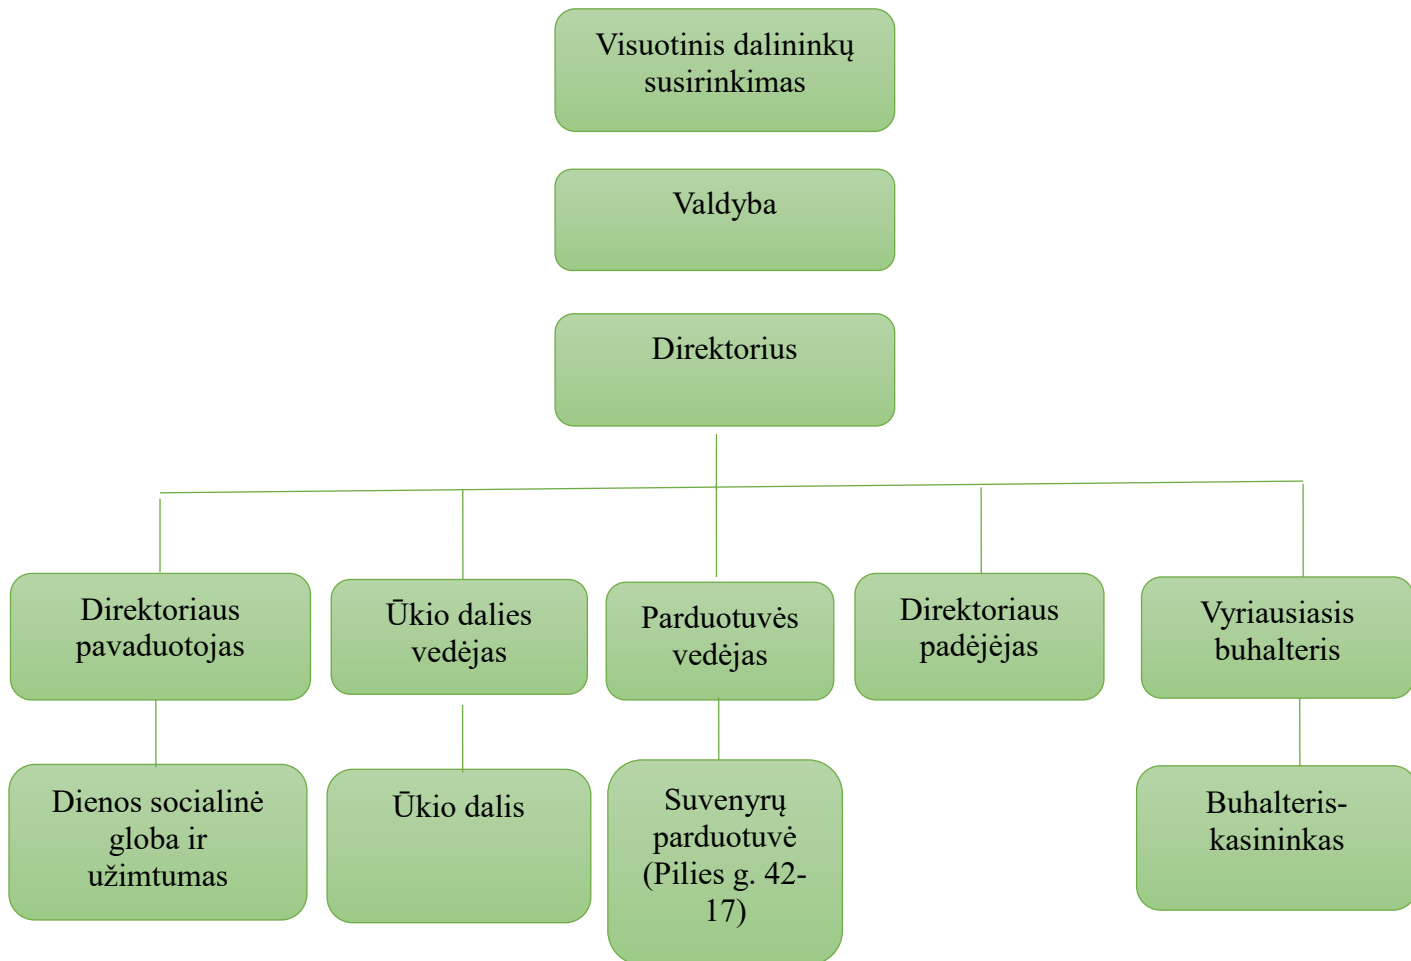 Visuotinis dalininkų
susirinkimas
Valdyba
Direktorius
Direktoriaus
pavaduotojas
Ūkio dalies
vedėjas
Parduotuvės
vedėjas
Direktoriaus
padėjėjas
Vyriausiasis
buhalteris
Dienos socialinė
globa ir
užimtumas
Ūkio dalis
Suvenyrų
parduotuvė
(Pilies g. 42-
17)
Buhalteris-
kasininkas